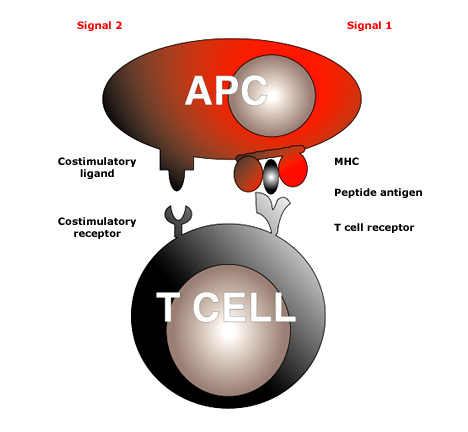 Signal 2
Signal 1
APC
Costimulatory
ligand
MHC
Peptide antigen
Costimulatory
receptor
T cell receptor
T CELL